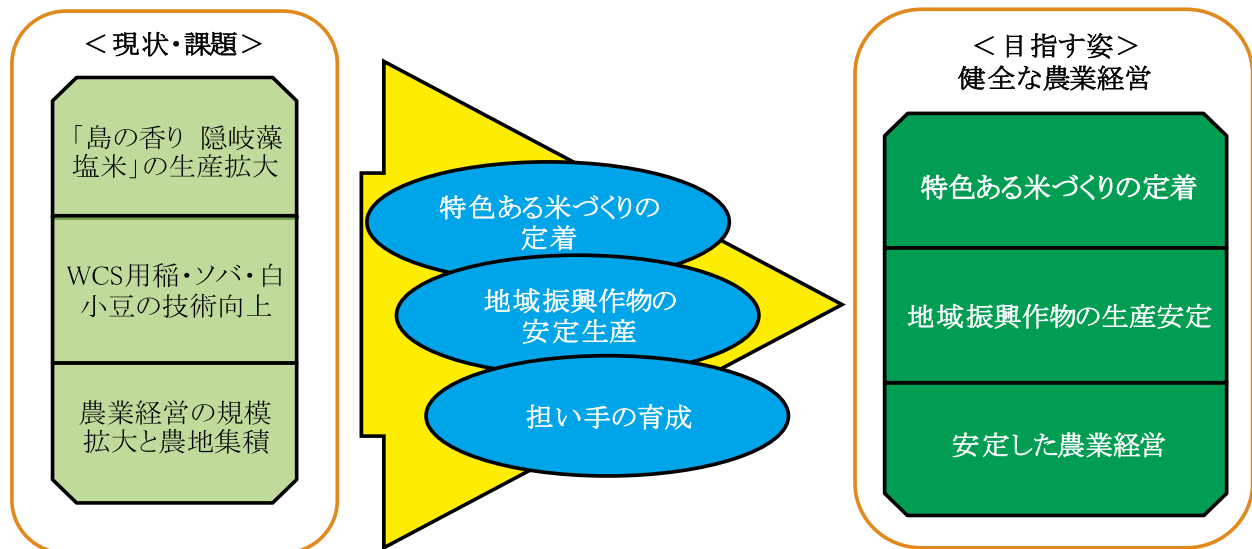 ＜現状・課題＞
「島の香り 隠岐藻
塩米」の生産拡大
WCS用稲・ソバ・白
小豆の技術向上
農業経営の規模
拡大と農地集積
特色ある米づくりの
定着
地域振興作物の
安定生産
担い手の育成
＜目指す姿＞
健全な農業経営
特色ある米づくりの定着
地域振興作物の生産安定
安定した農業経営